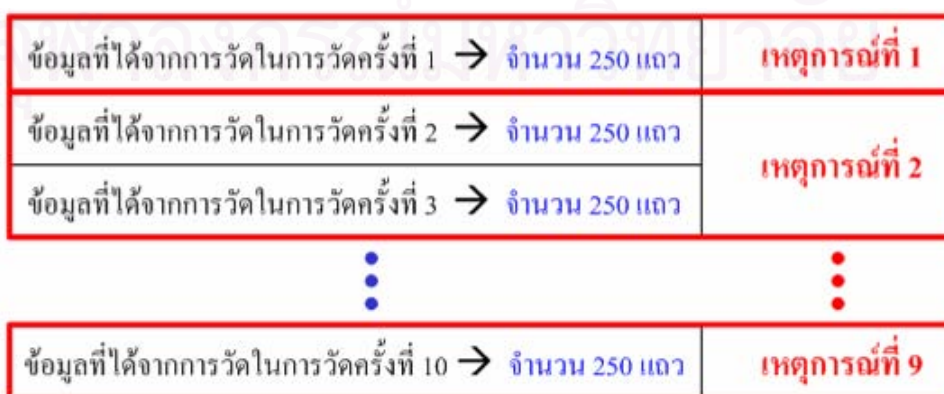 ข้อมูลที่ได้จากการวัดในการวัดครั้งที่ 1 → จำนวน 250 แถว เหตุการณ์ที่ 1
ข้อมูลที่ได้จากการวัดในการวัดครั้งที่ 2 → จำนวน 250 แถว
เหตุการณ์ที่ 2
ข้อมูลที่ได้จากการวัดในการวัดครั้งที่ 3 → จำนวน 250 แถว
ข้อมูลที่ได้จากการวัดในการวัดครั้งที่ 10 → จำนวน 250 แถว เหตุการณ์ที่ 9